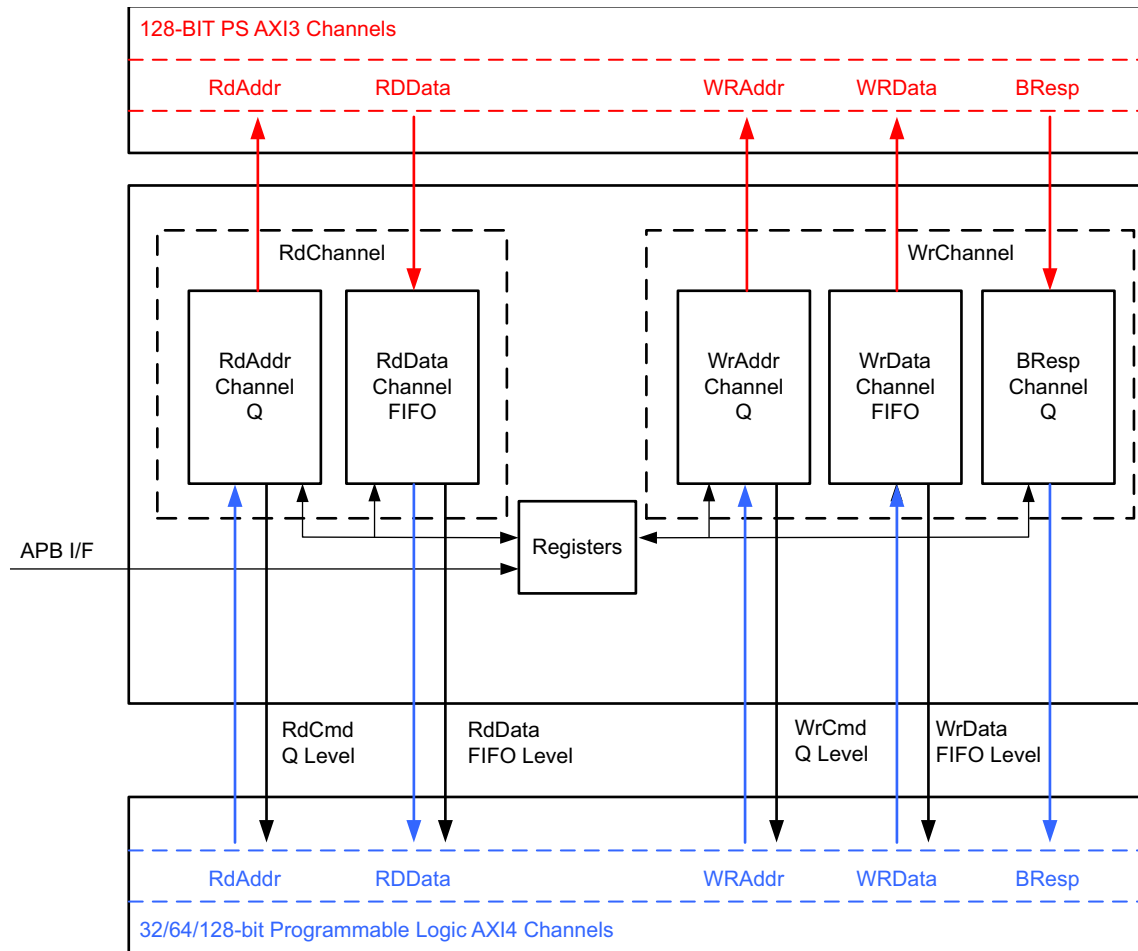 128-BIT PS AXI3 Channels
RdAddr RDData WRAddr WRData BResp
RdChannel
WrChannel
RdAddr
Channel
Q
RdData
Channel
FIFO
WrAddr
Channel
Q
WrData
Channel
FIFO
BResp
Channel
Q
Registers
APB I/F
RdCmd
Q Level
RdData
FIFO Level
WrCmd
Q Level
WrData
FIFO Level
RdAddr RDData WRAddr WRData BResp
32/64/128-bit Programmable Logic AXI4 Channels